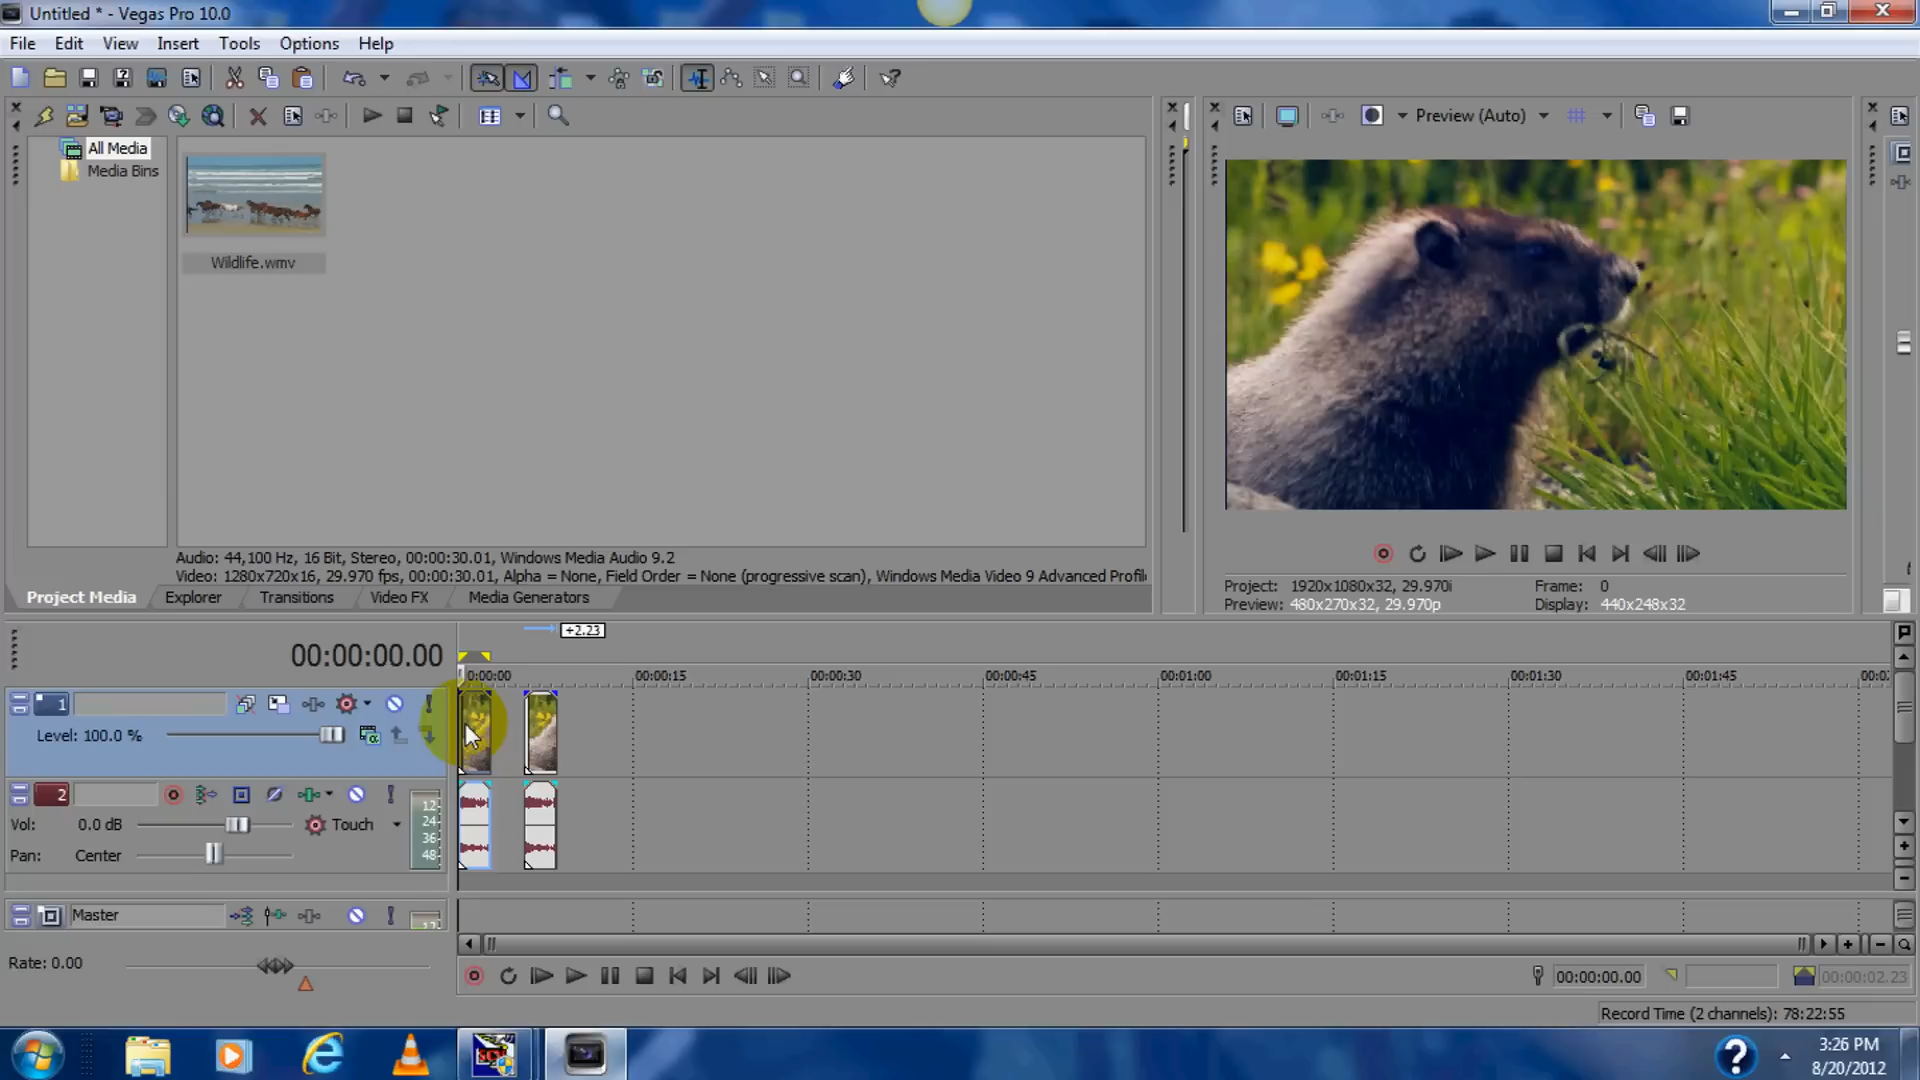 Untitled * - Vegas Pro 10.0
File Edit View Insert Tools Options Help
Preview (Auto)
All Media
Media Bins
Wildlife.wmv
Audio: 44,100 Hz, 16 Bit, Stereo, 00:00:30.01, Windows Media Audio 9.2
Video: 1280x720x16, 29.970 fps, 00:00:30.01, Alpha = None, Field Order = None (progressive scan), Windows Media Video 9 Advanced Profil
Project Media Explorer Transitions Video FX Media Generators
Project: 1920x1080x32, 29.970i Frame: 0
Preview: 480x270x32, 29.970p Display: 440x248x32
+2.23
00:00:00.00
0:00:00 00:00:15 00:00:30 00:00:45 00:01:00 00:01:15 00:01:30 00:01:45 00:0
1
Level: 100.0 %
2
12
Vol: 0.0 dB Touch 24
36
Pan: Center 48
Master
Rate: 0.00
00:00:00.00 00:00:02.23
Record Time (2 channels): 78:22:55
3:26 PM
8/20/2012